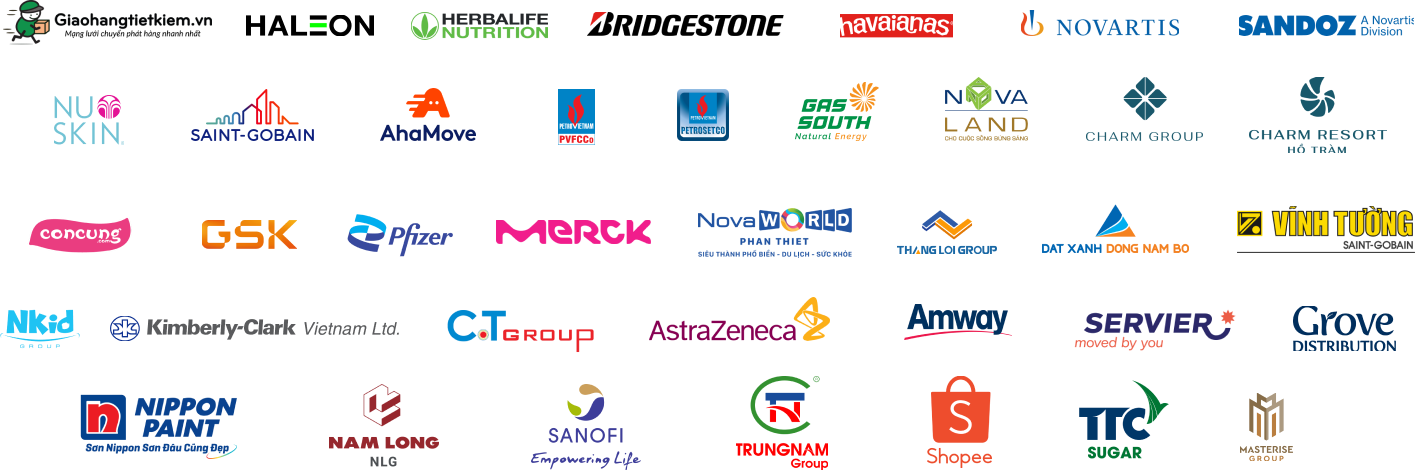 Giaohangtietkiem.vn
Mạng lưới chuyển phát hàng nhanh nhất
HALEON
HERBALIFE
NUTRITION
BRIDGESTONE
havaianas
NOVARTIS
SANDOZ
A Novartis
Division
NU
SKIN
SAINT-GOBAIN
AhaMove
PETROVIETNAM
PVFCCo
PETROVIETNAM
PETROSETCO
GAS
SOUTH
Natural Energy
NOVA
LAND
CHO CUỘC SỐNG BỪNG SÁNG
CHARM GROUP
CHARM RESORT
HỒ TRÀM
concung
.com
GSK
Pfizer
MERCK
NovaWORLD
PHAN THIET
SIÊU THÀNH PHỐ BIỂN - DU LỊCH - SỨC KHỎE
THANG LOI GROUP
DAT XANH DONG NAM BO
VĨNH TƯỜNG
SAINT-GOBAIN
Nkid
GROUP
Kimberly-Clark Vietnam Ltd.
C.T GROUP
AstraZeneca
Amway
SERVIER
moved by you
Grove
DISTRIBUTION
n NIPPON
PAINT
Sơn Nippon Sơn Đâu Cũng Đẹp
NAM LONG
NLG
SANOFI
Empowering Life
TRUNGNAM
Group
S
Shopee
TTC
SUGAR
MASTERISE
GROUP